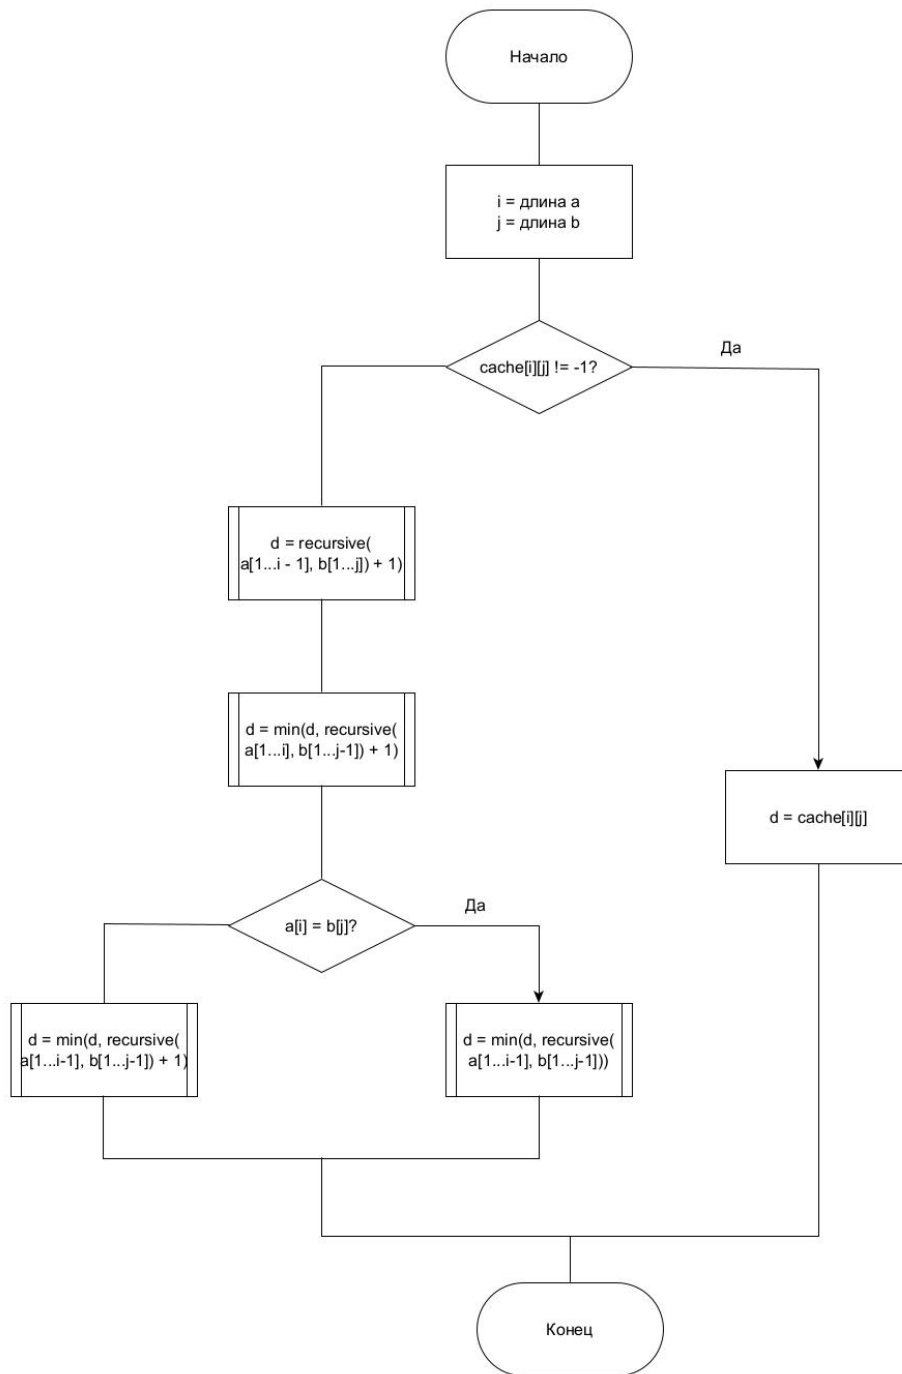 Начало
i = длина a
j = длина b
cache[i][j] != -1?
Да
d = recursive(
a[1...i - 1], b[1...j]) + 1)
d = min(d, recursive(
a[1...i], b[1...j-1]) + 1)
d = cache[i][j]
a[i] = b[j]?
Да
d = min(d, recursive(
a[1...i-1], b[1...j-1]) + 1)
d = min(d, recursive(
a[1...i-1], b[1...j-1]))
Конец